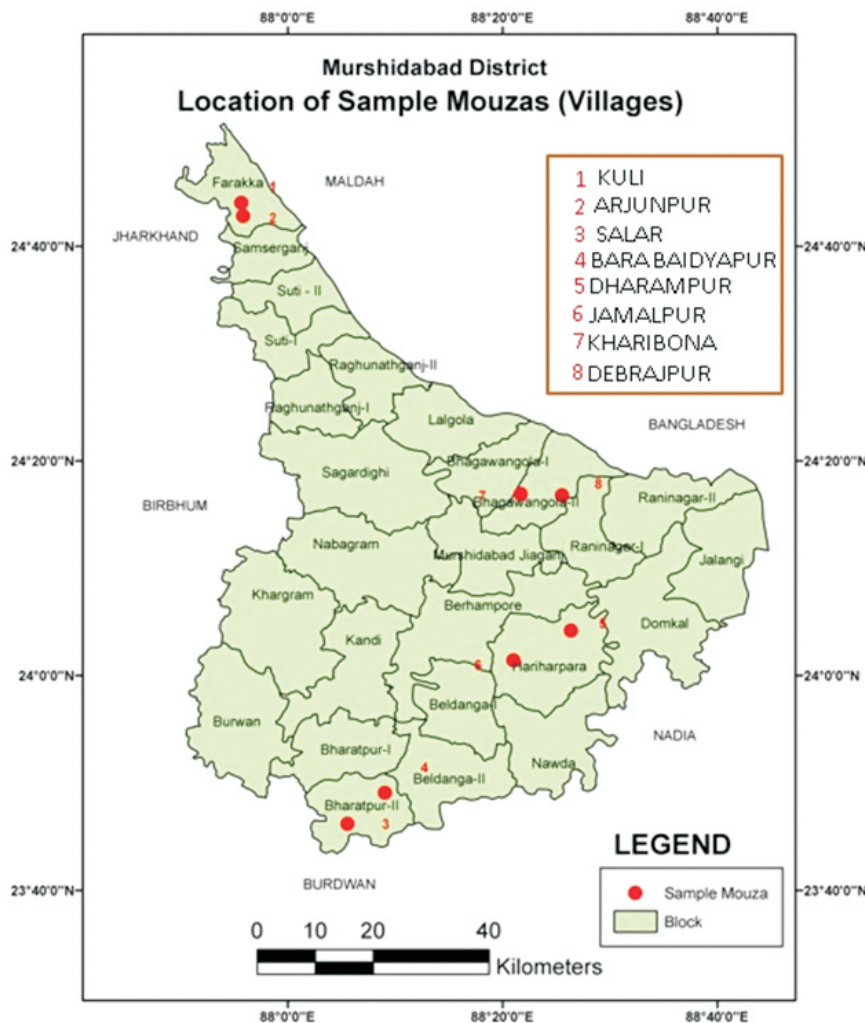 88°0'0"E 88°20'0"E 88°40'0"E
Murshidabad District
Location of Sample Mouzas (Villages)
1 KULI
2 ARJUNPUR
3 SALAR
4 BARABAIDYAPUR
5 DHARAMPUR
6 JAMALPUR
7 KHARIBONA
8 DEBRAJPUR
MALDAH
Farakka 1
2
JHARKHAND
24°40'0"N 24°40'0"N
Samserganj
Suti - II
Suti-I
Raghunathganj-II
Raghunathganj-I
Lalgola
BANGLADESH
24°20'0"N 24°20'0"N
Bhagawangola-I
Sagardighi
7 Bhagawangola-II 8
Raninagar-II
BIRBHUM
Nabagram
Murshidabad Jiaganj
Raninagar-I
Jalangi
Khargram
Berhampore
Kandi
5
Domkal
24°0'0"N 24°0'0"N
6
Hariharpara
Beldanga-I
Burwan
NADIA
Bharatpur-I
4
Beldanga-II
Nawda
Bharatpur-II
3
BURDWAN
23°40'0"N 23°40'0"N
LEGEND
Sample Mouza
Block
0 10 20 40
Kilometers
88°0'0"E 88°20'0"E 88°40'0"E